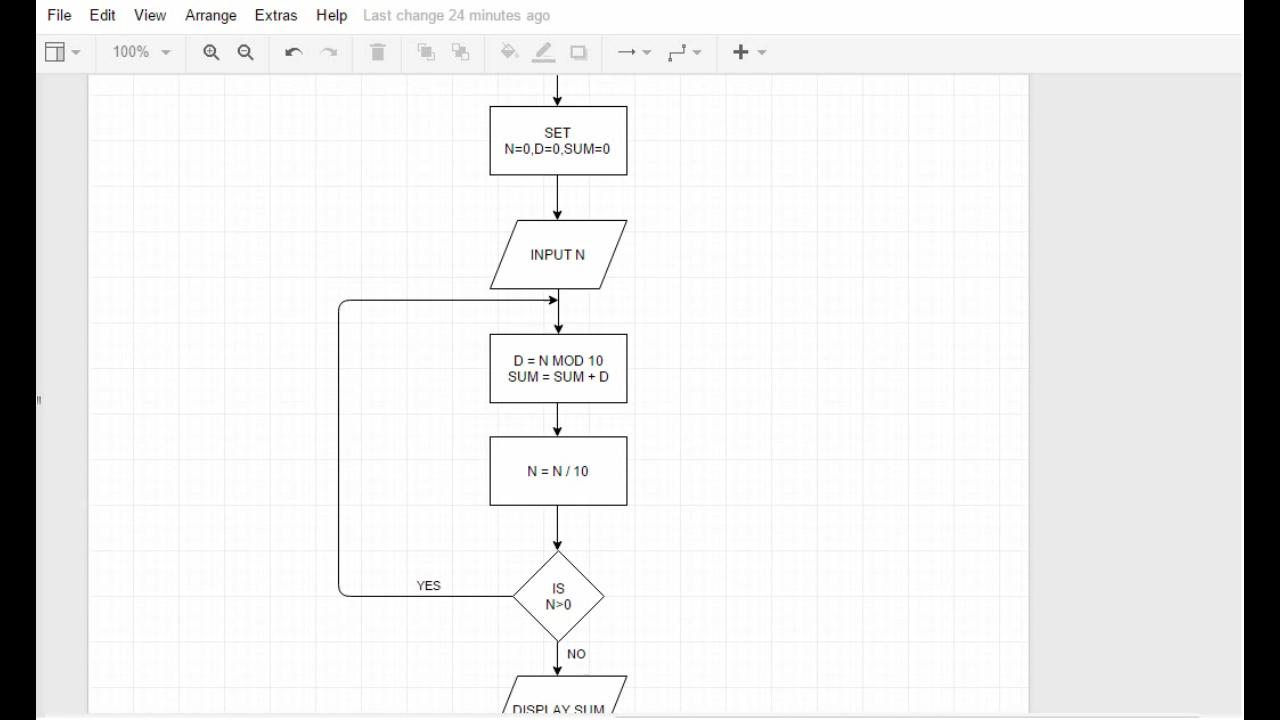 File Edit View Arrange Extras Help Last change 24 minutes ago
100%
SET
N=0,D=0,SUM=0
INPUT N
D = N MOD 10
SUM = SUM + D
N = N / 10
YES
IS
N>0
NO
DISPLAY SUM